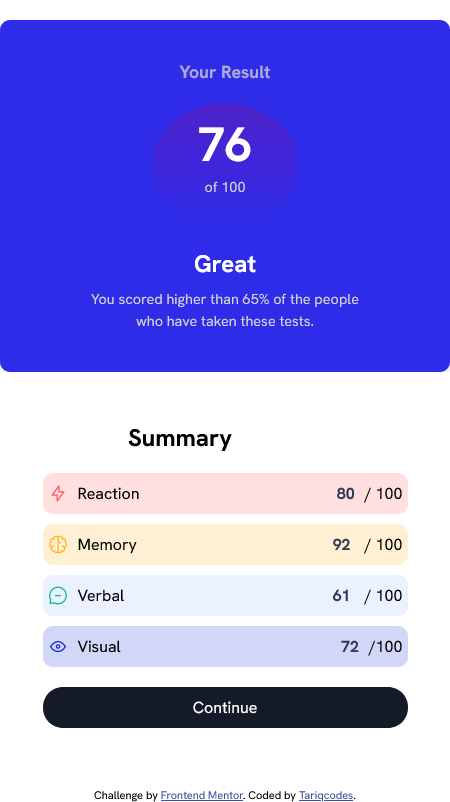 Your Result
76
of 100
Great
You scored higher than 65% of the people
who have taken these tests.
Summary
Reaction 80 / 100
Memory 92 / 100
Verbal 61 / 100
Visual 72 /100
Continue
Challenge by Frontend Mentor. Coded by Tariqcodes.